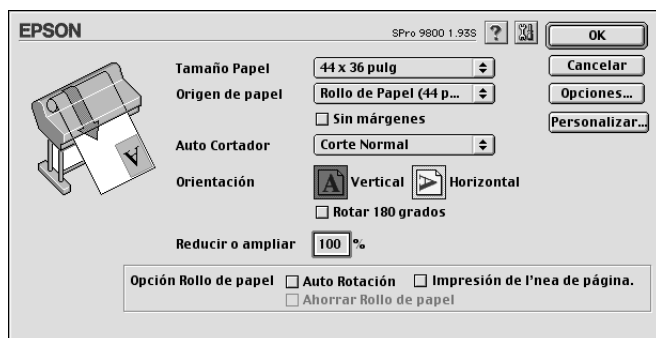 EPSON
SPro 9800 1.93S
?
OK
Tamaño Papel
44 x 36 pulg
Cancelar
Origen de papel
Rollo de Papel (44 p...
Opciones...
Sin márgenes
Personalizar...
Auto Cortador
Corte Normal
Orientación
A
Vertical
A
Horizontal
Rotar 180 grados
Reducir o ampliar
100 %
Opción Rollo de papel
Auto Rotación
Impresión de l'nea de página.
Ahorrar Rollo de papel
A